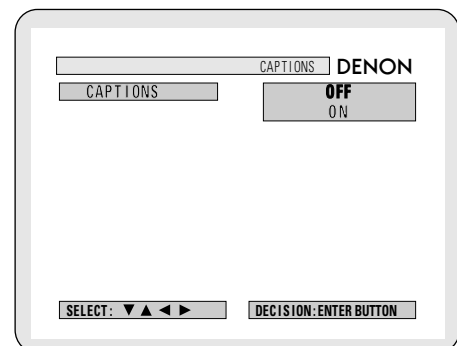 CAPTIONS DENON
CAPTIONS OFF
ON
SELECT: ▼ ▲ ◄ ► DECISION: ENTER BUTTON